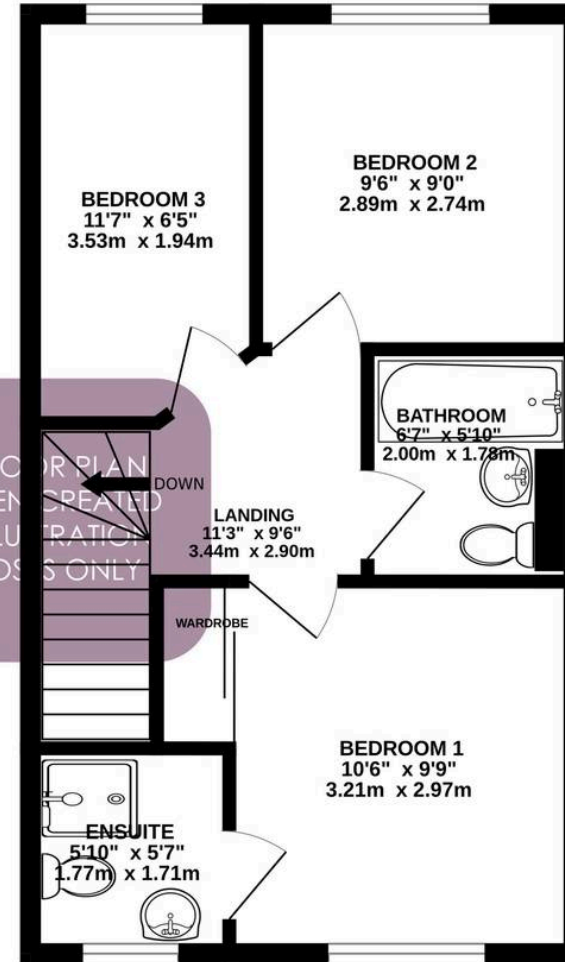 BEDROOM 3
11'7" x 6'5"
3.53m x 1.94m
BEDROOM 2
9'6" x 9'0"
2.89m x 2.74m
BATHROOM
6'7" x 5'10"
2.00m x 1.78m
DOWN
LANDING
11'3" x 9'6"
3.44m x 2.90m
WARDROBE
BEDROOM 1
10'6" x 9'9"
3.21m x 2.97m
ENSUITE
5'10" x 5'7"
1.77m x 1.71m
PLAN
CREATED
ONLY